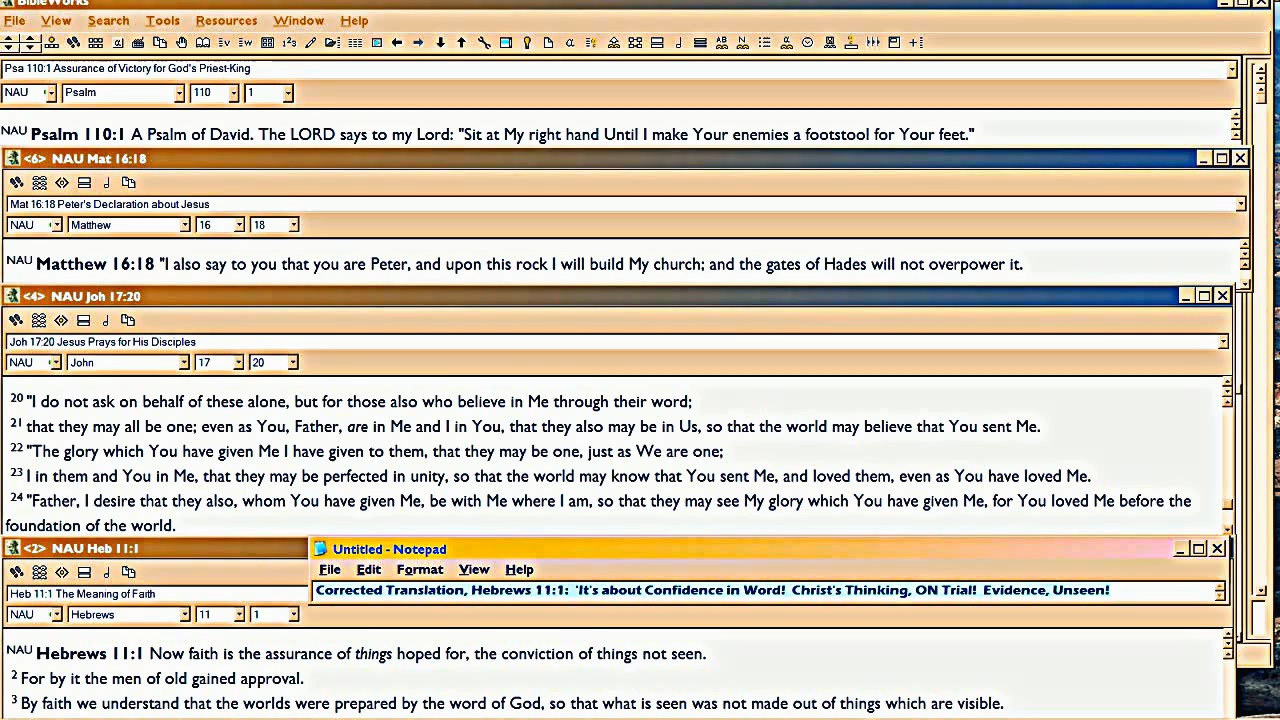 BibleWorks
File View Search Tools Resources Window Help
Psa 110:1 Assurance of Victory for God's Priest-King
NAU Psalm 110 1
NAU Psalm 110:1 A Psalm of David. The LORD says to my Lord: "Sit at My right hand Until I make Your enemies a footstool for Your feet."
<6> NAU Mat 16:18
Mat 16:18 Peter's Declaration about Jesus
NAU Matthew 16 18
NAU Matthew 16:18 "I also say to you that you are Peter, and upon this rock I will build My church; and the gates of Hades will not overpower it.
<4> NAU Joh 17:20
Joh 17:20 Jesus Prays for His Disciples
NAU John 17 20
20 "I do not ask on behalf of these alone, but for those also who believe in Me through their word;
21 that they may all be one; even as You, Father, are in Me and I in You, that they also may be in Us, so that the world may believe that You sent Me.
22 "The glory which You have given Me I have given to them, that they may be one, just as We are one;
23 I in them and You in Me, that they may be perfected in unity, so that the world may know that You sent Me, and loved them, even as You have loved Me.
24 "Father, I desire that they also, whom You have given Me, be with Me where I am, so that they may see My glory which You have given Me, for You loved Me before the
foundation of the world.
<2> NAU Heb 11:1
Untitled - Notepad
File Edit Format View Help
Corrected Translation, Hebrews 11:1: 'It's about Confidence in Word! Christ's Thinking, ON Trial! Evidence, Unseen!
Heb 11:1 The Meaning of Faith
NAU Hebrews 11 1
NAU Hebrews 11:1 Now faith is the assurance of things hoped for, the conviction of things not seen.
2 For by it the men of old gained approval.
3 By faith we understand that the worlds were prepared by the word of God, so that what is seen was not made out of things which are visible.